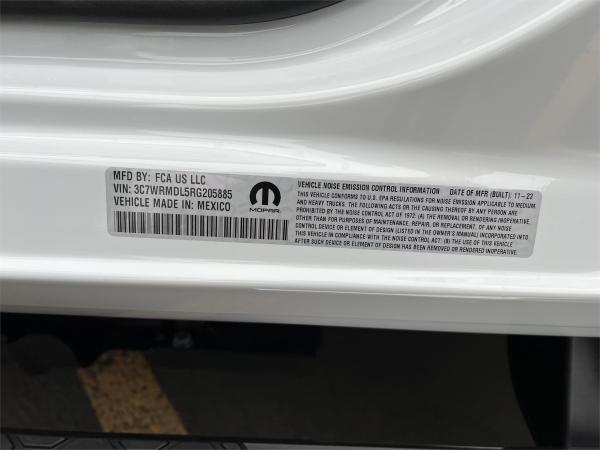 MFD BY: FCA US LLC
VIN: 3C7WRMDL5RG205885
VEHICLE MADE IN: MEXICO
MOPAR
VEHICLE NOISE EMISSION CONTROL INFORMATION DATE OF MFR (BUILT): 11-23
THIS VEHICLE CONFORMS TO U.S. EPA REGULATIONS FOR NOISE EMISSION APPLICABLE TO MEDIUM
AND HEAVY TRUCKS. THE FOLLOWING ACTS OR THE CAUSING THEREOF BY ANY PERSON ARE
PROHIBITED BY THE NOISE CONTROL ACT OF 1972: (A) THE REMOVAL OR RENDERING INOPERATIVE,
OTHER THAN FOR PURPOSES OF MAINTENANCE, REPAIR, OR REPLACEMENT, OF ANY NOISE
CONTROL DEVICE OR ELEMENT OF DESIGN (LISTED IN THE OWNER'S MANUAL) INCORPORATED INTO
THIS VEHICLE IN COMPLIANCE WITH THE NOISE CONTROL ACT; (B) THE USE OF THIS VEHICLE
AFTER SUCH DEVICE OR ELEMENT OF DESIGN HAS BEEN REMOVED OR RENDERED INOPERATIVE.